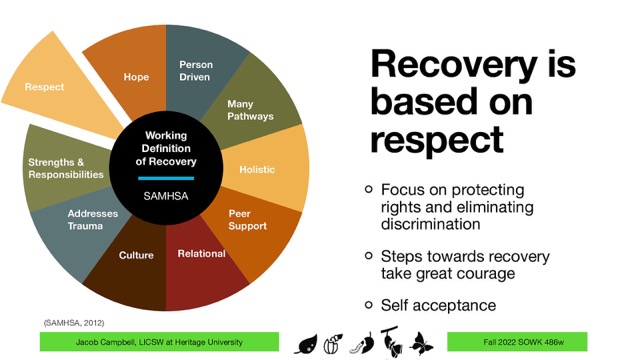 Respect
Hope
Person
Driven
Many
Pathways
Holistic
Peer
Support
Relational
Culture
Addresses
Trauma
Strengths &
Responsibilities
Working
Definition
of Recovery
SAMHSA
(SAMHSA, 2012)
Recovery is
based on
respect
Focus on protecting
rights and eliminating
discrimination
Steps towards recovery
take great courage
Self acceptance
Jacob Campbell, LICSW at Heritage University
Fall 2022 SOWK 486w